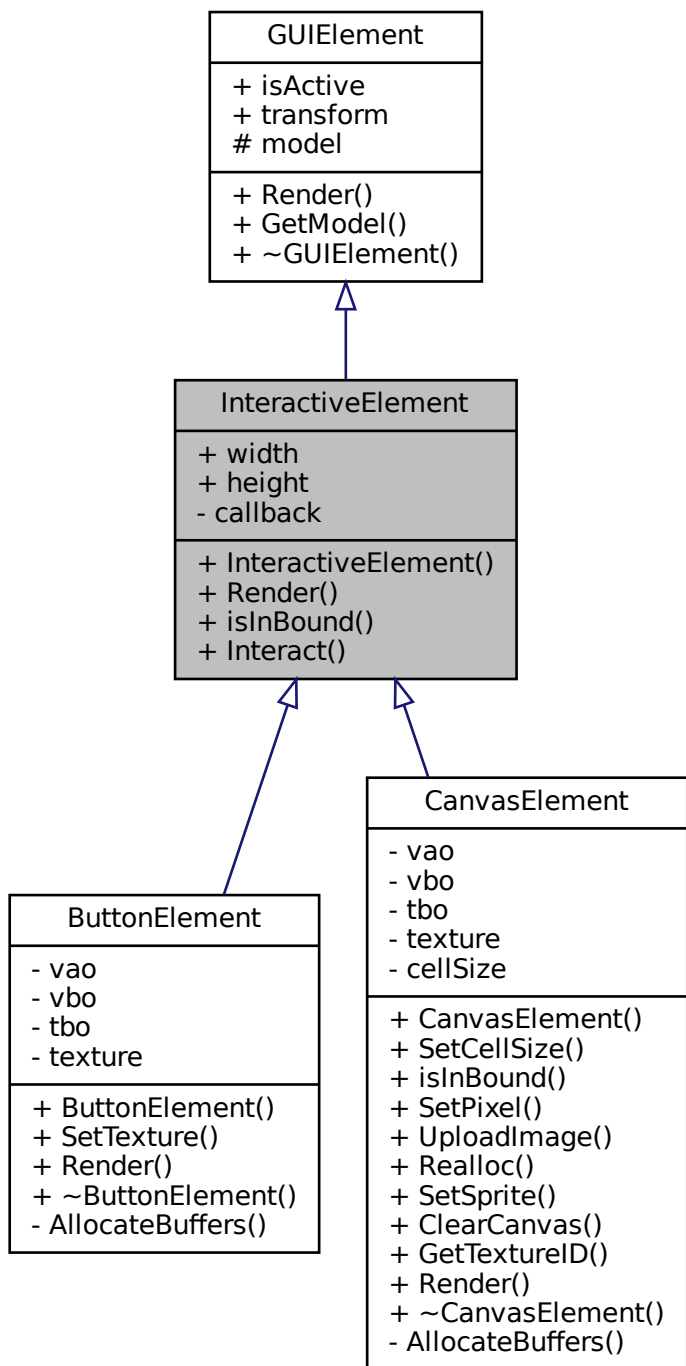 GUIElement
+ isActive
+ transform
# model
+ Render()
+ GetModel()
+ ~GUIElement()
InteractiveElement
+ width
+ height
- callback
+ InteractiveElement()
+ Render()
+ isInBound()
+ Interact()
ButtonElement
- vao
- vbo
- tbo
- texture
+ ButtonElement()
+ SetTexture()
+ Render()
+ ~ButtonElement()
- AllocateBuffers()
CanvasElement
- vao
- vbo
- tbo
- texture
- cellSize
+ CanvasElement()
+ SetCellSize()
+ isInBound()
+ SetPixel()
+ UploadImage()
+ Realloc()
+ SetSprite()
+ ClearCanvas()
+ GetTextureID()
+ Render()
+ ~CanvasElement()
- AllocateBuffers()